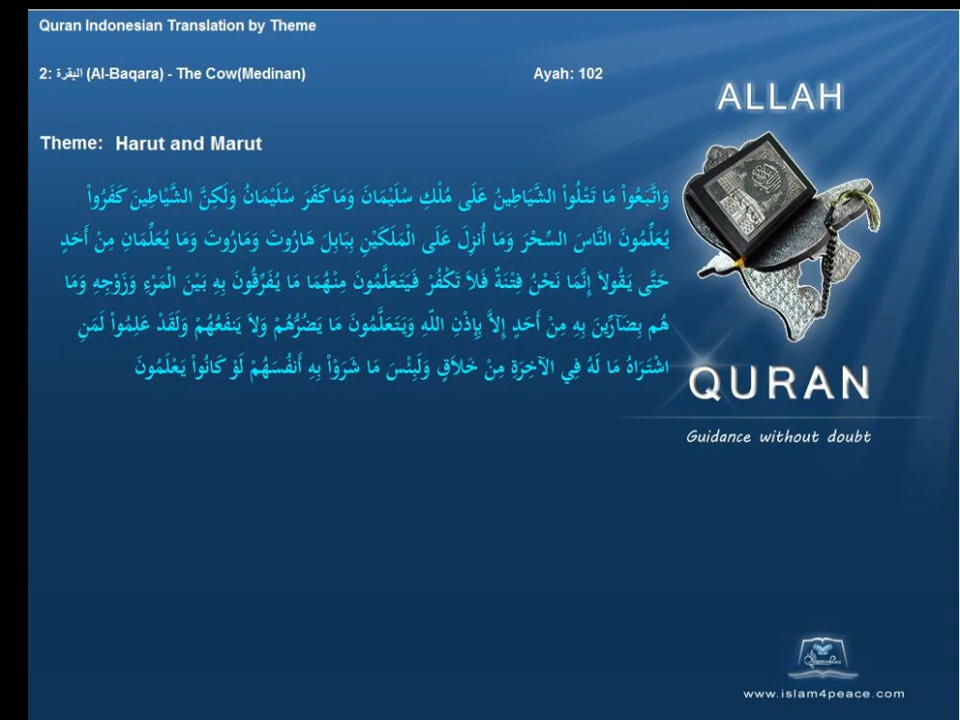 Quran Indonesian Translation by Theme
2: البقرة (Al-Baqara) - The Cow(Medinan)
Ayah: 102
Theme: Harut and Marut
وَاتَّبَعُواْ مَا تَتْلُواْ الشَّيَاطِينُ عَلَى مُلْكِ سُلَيْمَانَ وَمَا كَفَرَ سُلَيْمَانُ وَلَكِنَّ الشَّيْاطِينَ كَفَرُواْ
يُعَلِّمُونَ النَّاسَ السِّحْرَ وَمَا أُنزِلَ عَلَى الْمَلَكَيْنِ بِبَابِلَ هَارُوتَ وَمَارُوتَ وَمَا يُعَلِّمَانِ مِنْ أَحَدٍ
حَتَّى يَقُولاَ إِنَّمَا نَحْنُ فِتْنَةٌ فَلاَ تَكْفُرْ فَيَتَعَلَّمُونَ مِنْهُمَا مَا يُفَرِّقُونَ بِهِ بَيْنَ الْمَرْءِ وَزَوْجِهِ وَمَا
هُم بِضَآرِّينَ بِهِ مِنْ أَحَدٍ إِلاَّ بِإِذْنِ اللّهِ وَيَتَعَلَّمُونَ مَا يَضُرُّهُمْ وَلاَ يَنفَعُهُمْ وَلَقَدْ عَلِمُواْ لَمَنِ
اشْتَرَاهُ مَا لَهُ فِي الآخِرَةِ مِنْ خَلاَقٍ وَلَبِئْسَ مَا شَرَوْاْ بِهِ أَنفُسَهُمْ لَوْ كَانُواْ يَعْلَمُونَ
ALLAH
QURAN
Guidance without doubt
www.islam4peace.com